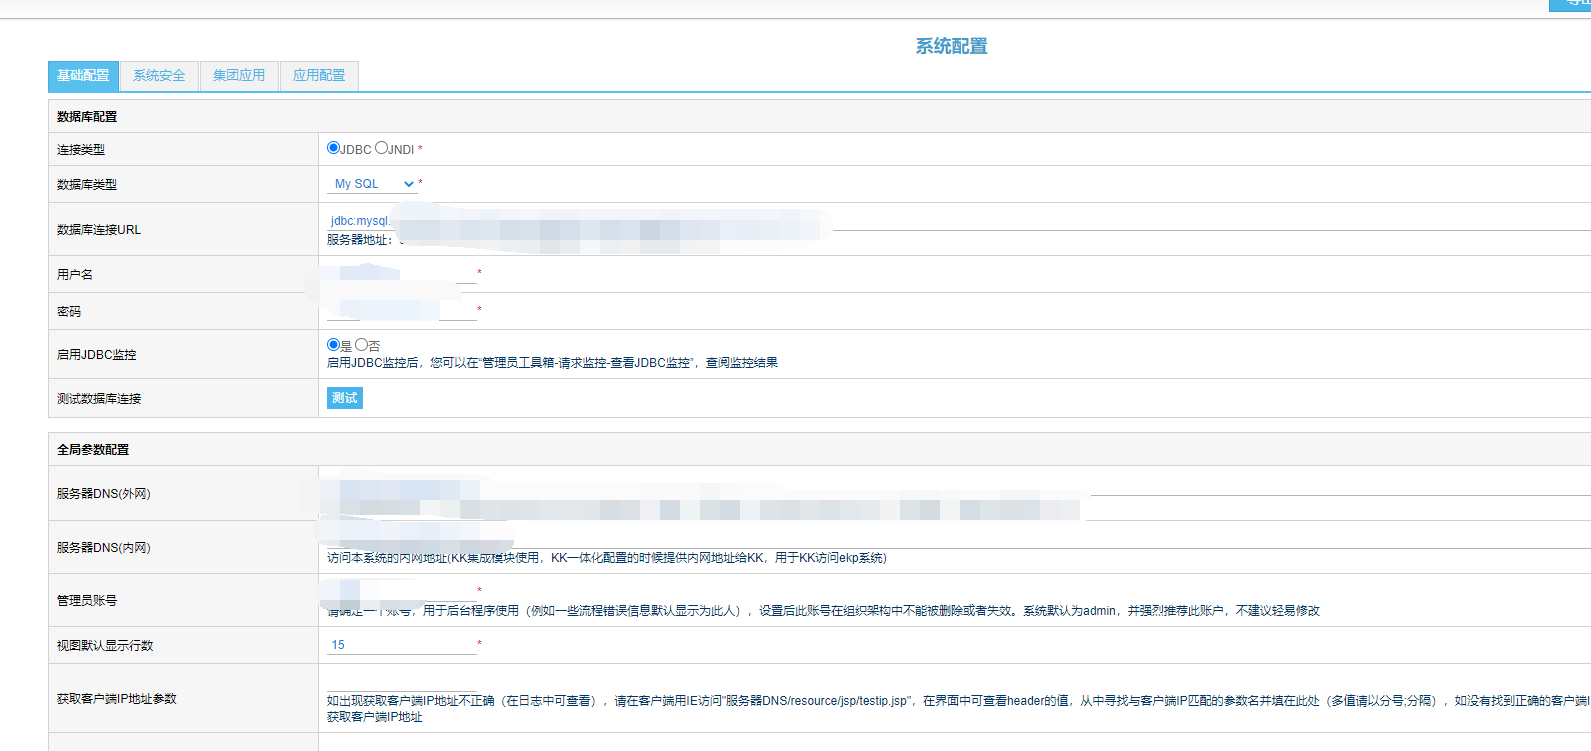 系统配置
基础配置 系统安全 集团应用 应用配置
数据库配置
连接类型 JDBC JNDI *
数据库类型 My SQL *
数据库连接URL jdbc:mysql
服务器地址：
用户名 *
密码 *
启用JDBC监控 是 否
启用JDBC监控后，您可以在“管理员工具箱-请求监控-查看JDBC监控”，查阅监控结果
测试数据库连接 测试
全局参数配置
服务器DNS(外网)
服务器DNS(内网)
访问本系统的内网地址(KK集成模块使用，KK一体化配置的时候提供内网地址给KK，用于KK访问ekp系统)
管理员账号 *
请确定一个账号，用于后台程序使用（例如一些流程错误信息默认显示为此人），设置后此账号在组织架构中不能被删除或者失效。系统默认为admin，并强烈推荐此账户，不建议轻易修改
视图默认显示行数 15 *
获取客户端IP地址参数
如出现获取客户端IP地址不正确（在日志中可查看），请在客户端用IE访问"服务器DNS/resource/jsp/testip.jsp"，在界面中可查看header的值，从中寻找与客户端IP匹配的参数名并填在此处（多值请以分号;分隔），如没有找到正确的客户端I
获取客户端IP地址